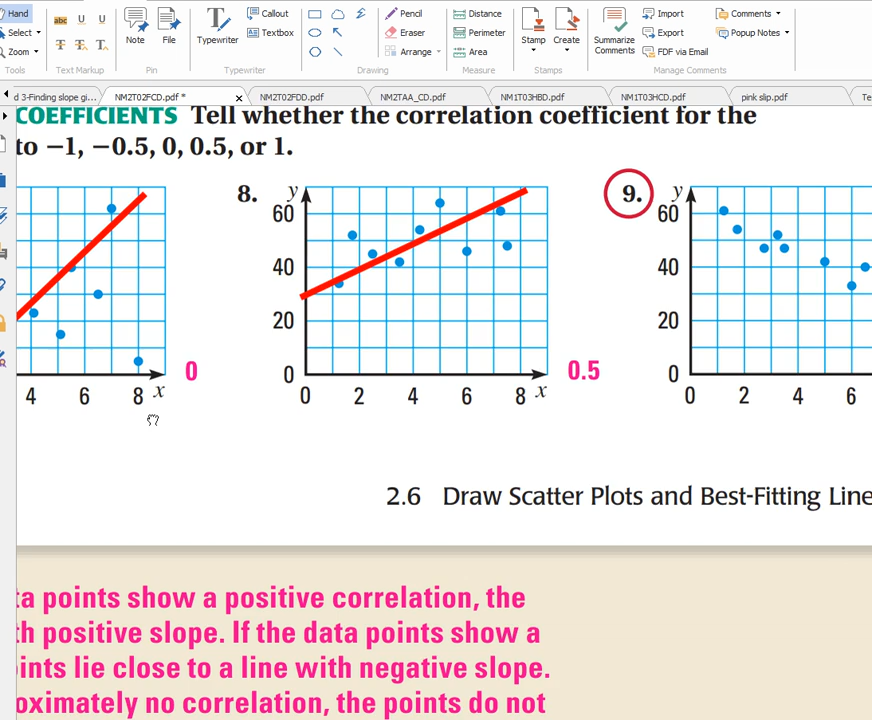 Hand
Select
Zoom
Tools
abc U U
T T T
Text Markup
Note
File
Pin
Typewriter
Callout
Textbox
Typewriter
Pencil
Eraser
Arrange
Drawing
Distance
Perimeter
Area
Measure
Stamp
Create
Stamps
Summarize Comments
Import
Export
FDF via Email
Comments
Popup Notes
Manage Comments
d 3-Finding slope gi... NM2T02FCD.pdf * x NM2T02FDD.pdf NM2TAA_CD.pdf NM1T03HBD.pdf NM1T03HCD.pdf pink slip.pdf Te
COEFFICIENTS Tell whether the correlation coefficient for the
to −1, −0.5, 0, 0.5, or 1.
4 6 8 x
0
8.
y
60
40
20
0
0 2 4 6 8 x
0.5
9.
y
60
40
20
0
0 2 4 6
2.6 Draw Scatter Plots and Best-Fitting Line
ta points show a positive correlation, the
th positive slope. If the data points show a
ints lie close to a line with negative slope.
oximately no correlation, the points do not